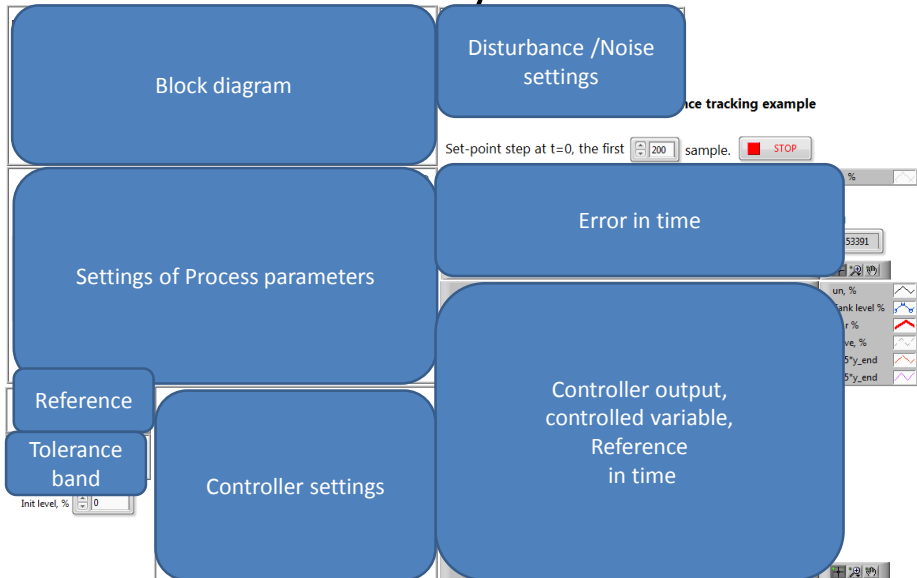 Block diagram
Disturbance /Noise
settings
tracking example
Set-point step at t=0, the first 200 sample. STOP
%
Error in time
53391
Settings of Process parameters
un, %
ank level %
r %
ve, %
5*y_end
5*y_end
Reference
Tolerance
band
Controller output,
controlled variable,
Reference
in time
Controller settings
Init level, % 0